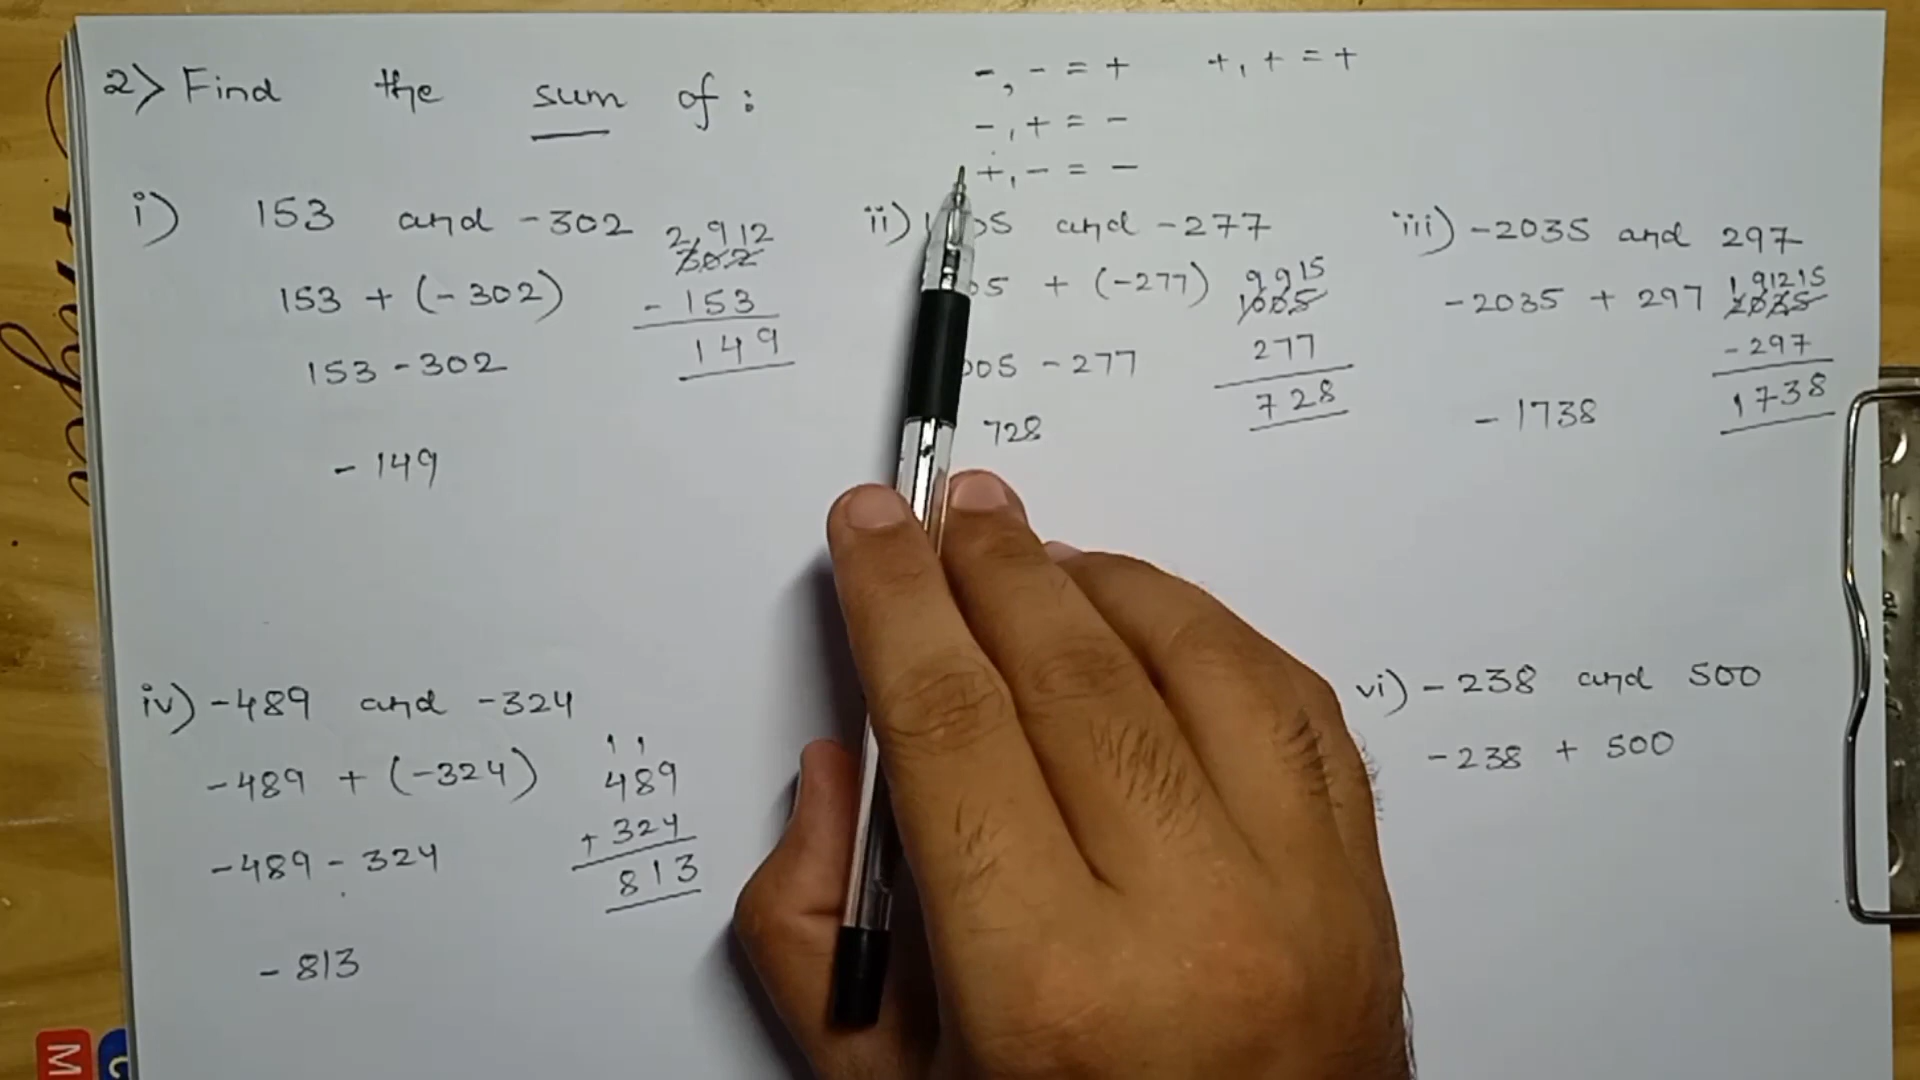 2) Find the sum of :
-, - = + +, + = +
-, + = -
+, - = -
i) 153 and -302
153 + (-302)
153 - 302
- 149
2 9 12
302
- 153
149
ii) and -277
+ (-277)
- 277
728
9 9 15
1005
277
728
iii) -2035 and 297
-2035 + 297
- 1738
1 9 12 15
2035
- 297
1738
iv) -489 and -324
-489 + (-324)
-489 - 324
- 813
1 1
489
+ 324
813
vi) - 238 and 500
-238 + 500
M